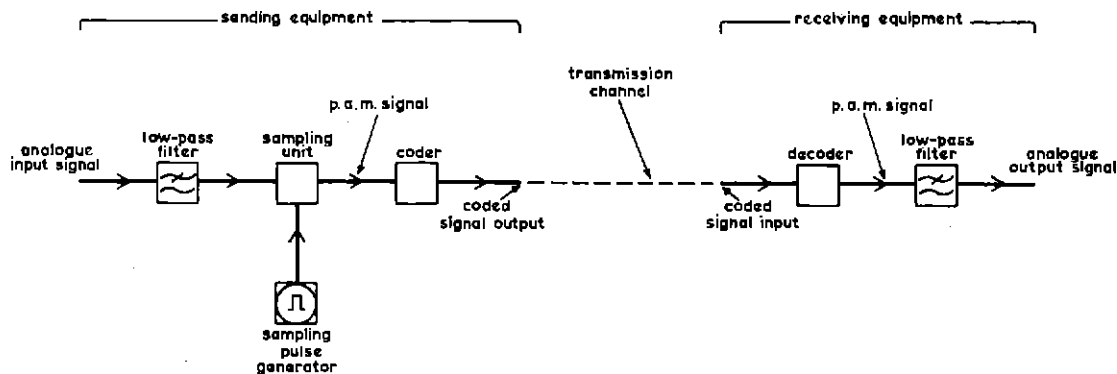 sanding equipment
receiving equipment
transmission
channel
p.a.m. signal
p.a.m. signal
analogue
input signal
low-pass
filter
sampling
unit
coder
coded
signal output
coded
signal input
decoder
low-pass
filter
analogue
output signal
sampling
pulse
generator